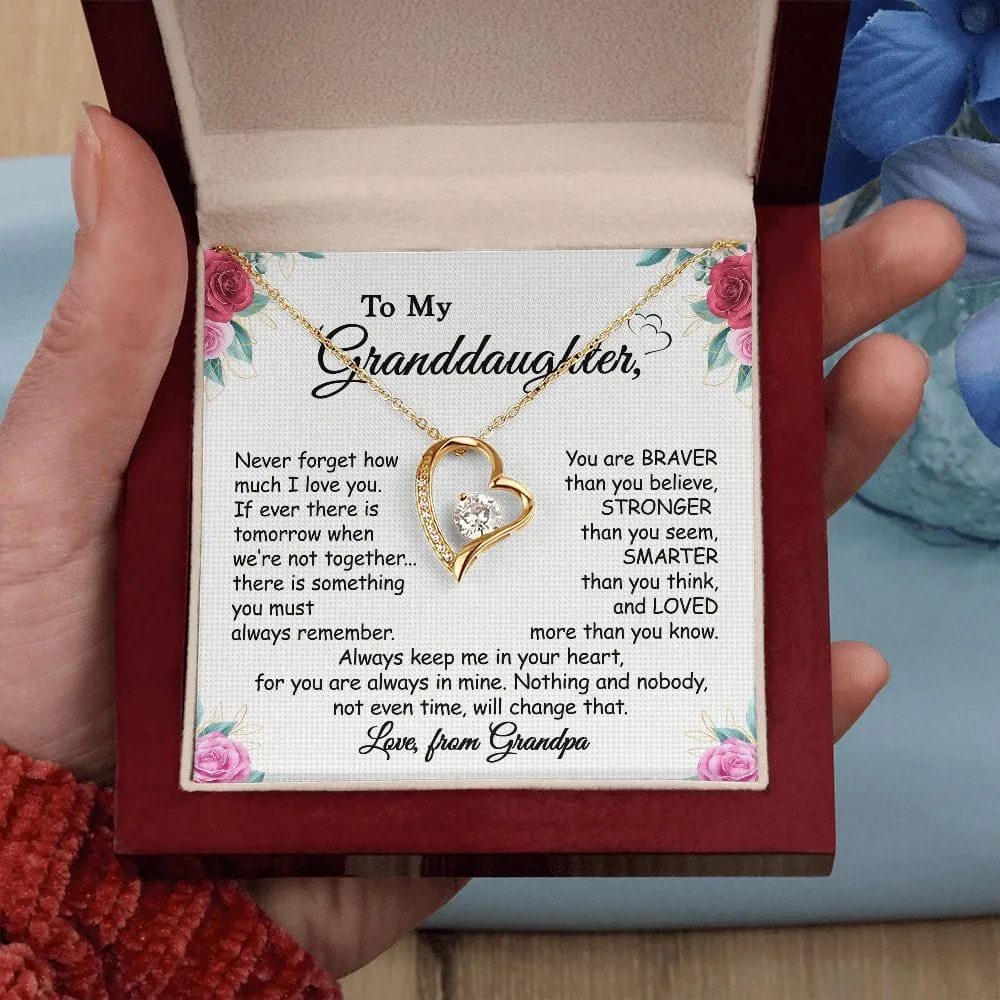 To My
Granddaughter,
Never forget how
much I love you.
If ever there is
tomorrow when
we're not together...
there is something
you must
always remember.
You are BRAVER
than you believe,
STRONGER
than you seem,
SMARTER
than you think,
and LOVED
more than you know.
Always keep me in your heart,
for you are always in mine. Nothing and nobody,
not even time, will change that.
Love, from Grandpa